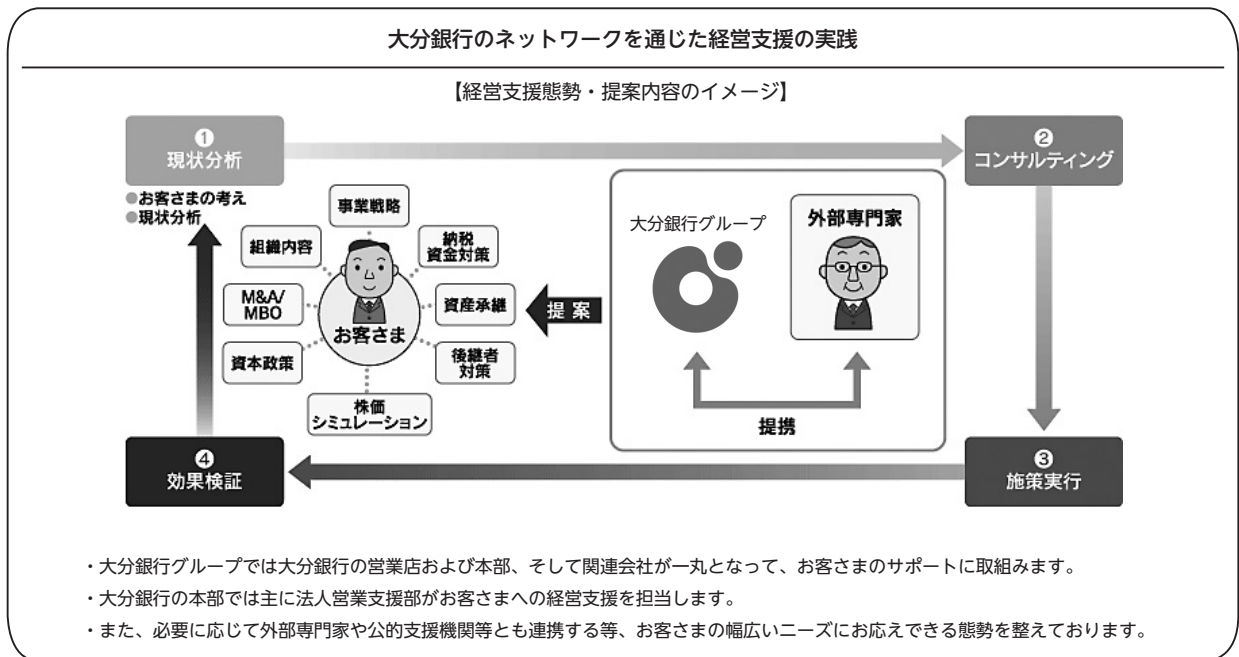 大分銀行のネットワークを通じた経営支援の実践
【経営支援態勢・提案内容のイメージ】
❶
現状分析
●お客さまの考え
●現状分析
❷
コンサルティング
事業戦略
組織内容
納税
資金対策
M&A/
MBO
資産承継
お客さま
資本政策
後継者
対策
株価
シミュレーション
提案
大分銀行グループ
外部専門家
提携
❹
効果検証
❸
施策実行
・大分銀行グループでは大分銀行の営業店および本部、そして関連会社が一丸となって、お客さまのサポートに取組みます。
・大分銀行の本部では主に法人営業支援部がお客さまへの経営支援を担当します。
・また、必要に応じて外部専門家や公的支援機関等とも連携する等、お客さまの幅広いニーズにお応えできる態勢を整えております。